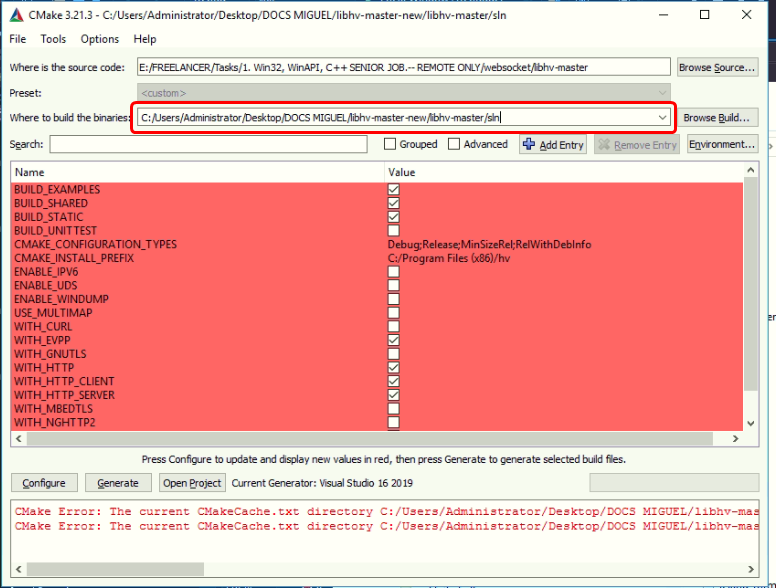 CMake 3.21.3 - C:/Users/Administrator/Desktop/DOCS MIGUEL/libhv-master-new/libhv-master/sln
File Tools Options Help
Where is the source code: E:/FREELANCER/Tasks/1. Win32, WinAPI, C++ SENIOR JOB.-- REMOTE ONLY/websocket/libhv-master Browse Source...
Preset: <custom>
Where to build the binaries: C:/Users/Administrator/Desktop/DOCS MIGUEL/libhv-master-new/libhv-master/sln Browse Build...
Search: Grouped Advanced Add Entry Remove Entry Environment...
Name Value
BUILD_EXAMPLES
BUILD_SHARED
BUILD_STATIC
BUILD_UNITTEST
CMAKE_CONFIGURATION_TYPES Debug;Release;MinSizeRel;RelWithDebInfo
CMAKE_INSTALL_PREFIX C:/Program Files (x86)/hv
ENABLE_IPV6
ENABLE_UDS
ENABLE_WINDUMP
USE_MULTIMAP
WITH_CURL
WITH_EVPP
WITH_GNUTLS
WITH_HTTP
WITH_HTTP_CLIENT
WITH_HTTP_SERVER
WITH_MBEDTLS
WITH_NGHTTP2
Press Configure to update and display new values in red, then press Generate to generate selected build files.
Configure Generate Open Project Current Generator: Visual Studio 16 2019
CMake Error: The current CMakeCache.txt directory C:/Users/Administrator/Desktop/DOCS MIGUEL/libhv-mas
CMake Error: The current CMakeCache.txt directory C:/Users/Administrator/Desktop/DOCS MIGUEL/libhv-mas